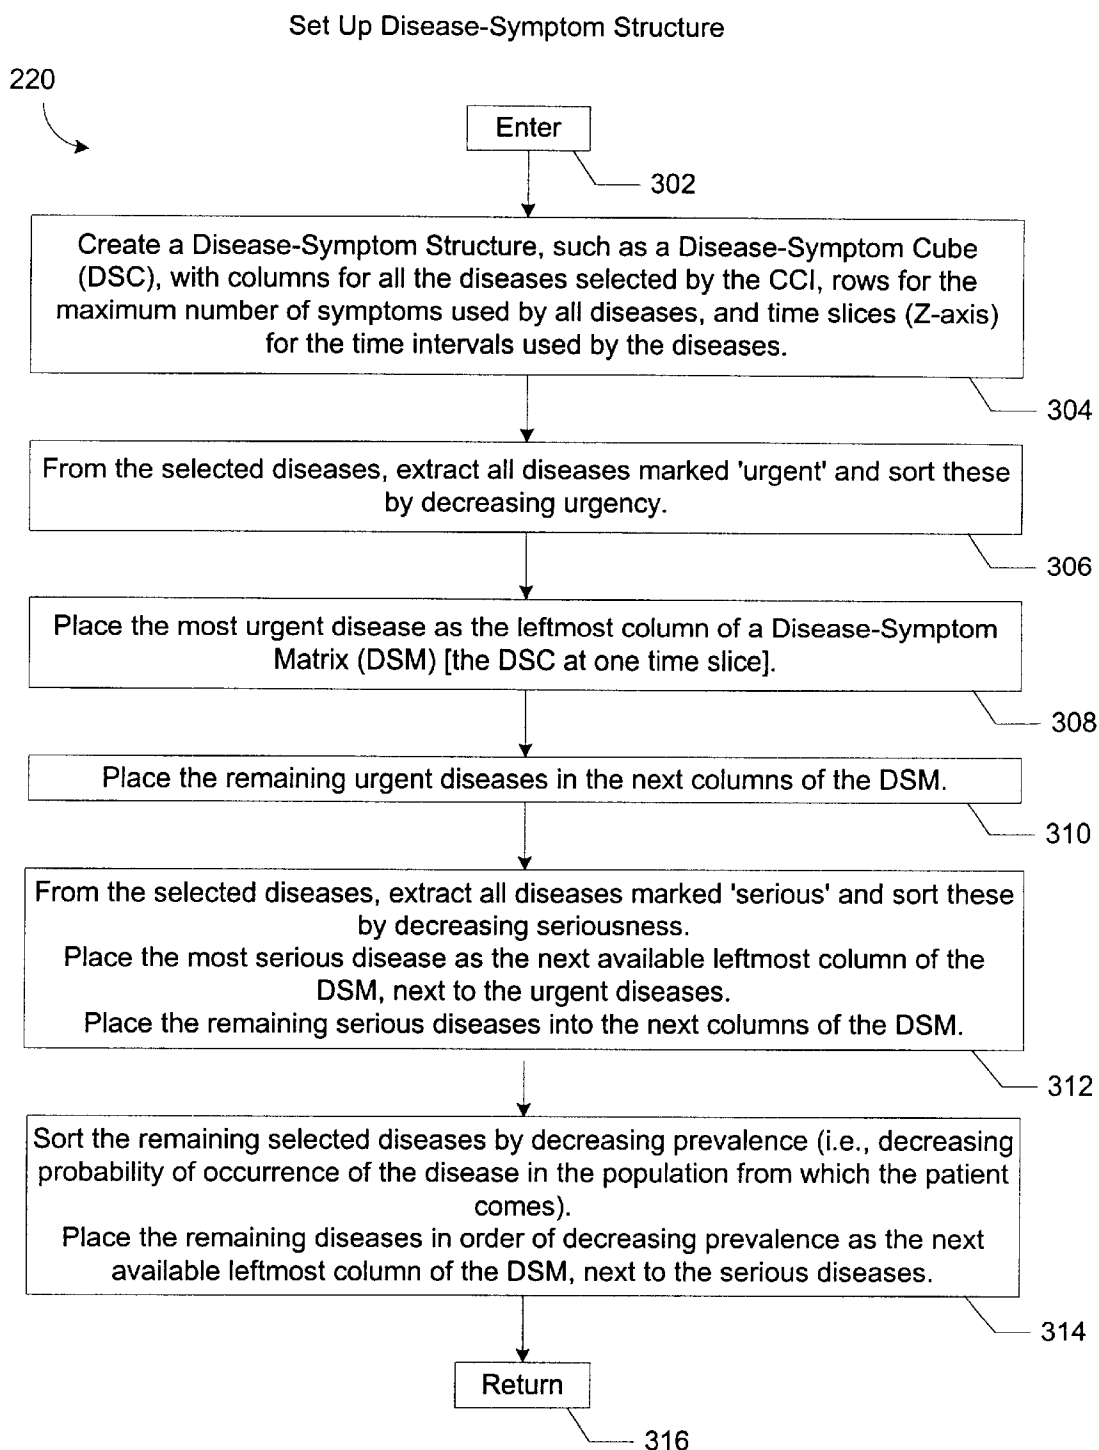 Set Up Disease-Symptom Structure
220
Enter
302
Create a Disease-Symptom Structure, such as a Disease-Symptom Cube
(DSC), with columns for all the diseases selected by the CCI, rows for the
maximum number of symptoms used by all diseases, and time slices (Z-axis)
for the time intervals used by the diseases.
304
From the selected diseases, extract all diseases marked 'urgent' and sort these
by decreasing urgency.
306
Place the most urgent disease as the leftmost column of a Disease-Symptom
Matrix (DSM) [the DSC at one time slice].
308
Place the remaining urgent diseases in the next columns of the DSM.
310
From the selected diseases, extract all diseases marked 'serious' and sort these
by decreasing seriousness.
Place the most serious disease as the next available leftmost column of the
DSM, next to the urgent diseases.
Place the remaining serious diseases into the next columns of the DSM.
312
Sort the remaining selected diseases by decreasing prevalence (i.e., decreasing
probability of occurrence of the disease in the population from which the patient
comes).
Place the remaining diseases in order of decreasing prevalence as the next
available leftmost column of the DSM, next to the serious diseases.
314
Return
316